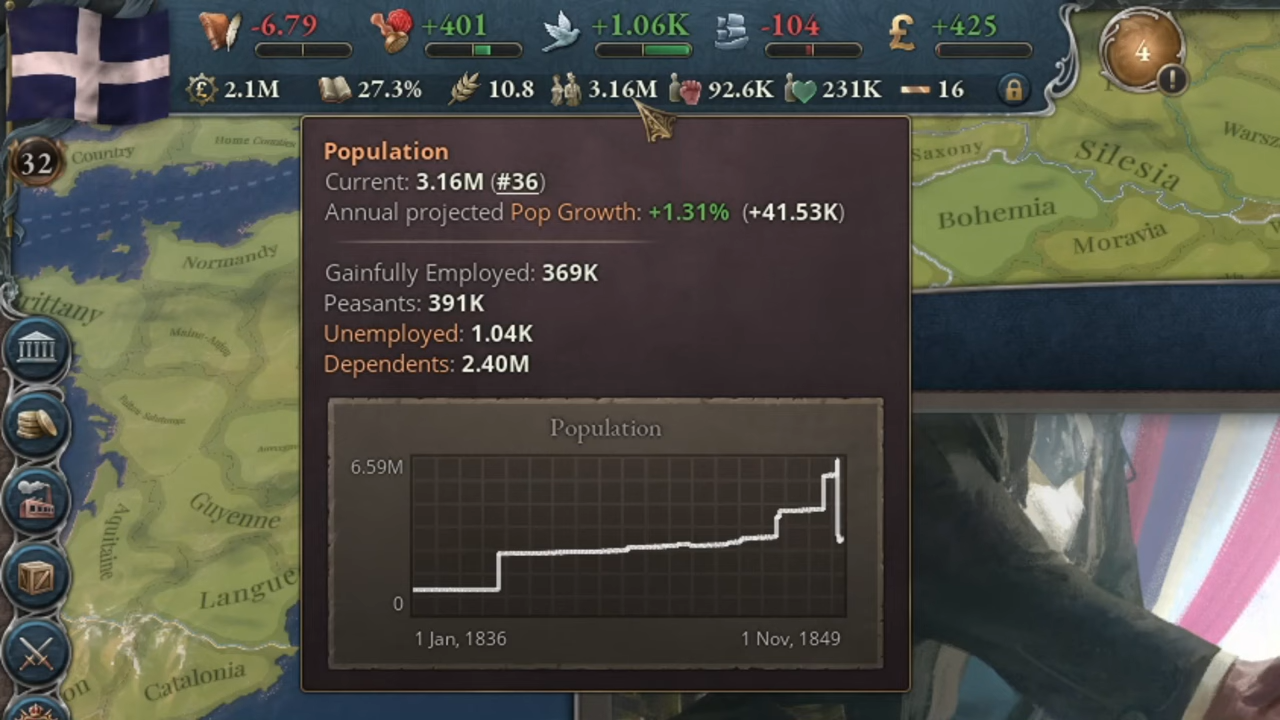 -6.79 +401 +1.06K -104 +425
4
2.1M 27.3% 10.8 3.16M 92.6K 231K 16
32
Country
Home Counties
Population
Current: 3.16M (#36)
Annual projected Pop Growth: +1.31% (+41.53K)
Gainfully Employed: 369K
Peasants: 391K
Unemployed: 1.04K
Dependents: 2.40M
Population
6.59M
0
1 Jan, 1836
1 Nov, 1849
Normandy
rittany
Guyenne
Aquitaine
Langue
Catalonia
on
Saxony
Silesia
Warsz
Bohemia
Moravia